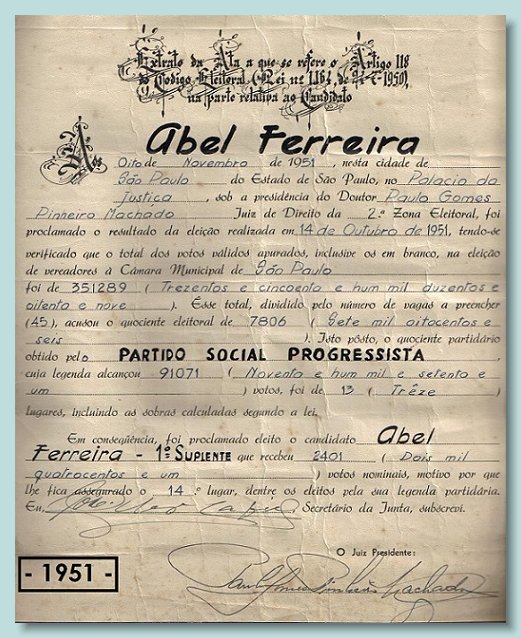 Extrato da Ata a que se refere o Artigo 118
do Código Eleitoral (Lei nº 1.164, de 24-7-1950),
na parte relativa ao Candidato
Abel Ferreira
Aos Oito de Novembro de 1951, nesta cidade de
São Paulo do Estado de São Paulo, no Palacio da
justiça, sob a presidência do Doutor Paulo Gomes
Pinheiro Machado Juiz de Direito da 2ª Zona Eleitoral, foi
proclamado o resultado da eleição realizada em 14 de Outubro de 1951, tendo-se
verificado que o total dos votos válidos apurados, inclusive os em branco, na eleição
de vereadores à Câmara Municipal de São Paulo
foi de 351289 ( Trezentos e cincoenta e hum mil duzentos e
oitenta e nove ). Êsse total, dividido pelo número de vagas a preencher
(45), acusou o quociente eleitoral de 7806 ( Sete mil oitocentos e
seis ). Isto pôsto, o quociente partidário
obtido pelo PARTIDO SOCIAL PROGRESSISTA,
cuja legenda alcançou 91071 ( Noventa e hum mil e setenta e
um ) votos, foi de 13 ( Trêze )
lugares, incluindo as sobras calculadas segundo a lei.
Em conseqüência, foi proclamado eleito o candidato Abel
Ferreira - 1º SUPLENTE que recebeu 2401 ( Dois mil
quatrocentos e um votos nominais, motivo por que
lhe fica assegurado o 14.º lugar, dentre os eleitos pela sua legenda partidária.
Eu, Secretário da Junta, subscrevi.
O Juiz Presidente:
Paulo Gomes Pinheiro Machado
- 1951 -